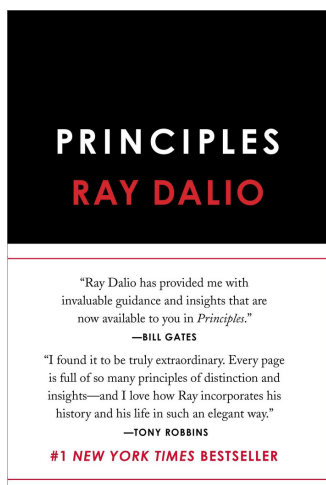 PRINCIPLES
RAY DALIO
“Ray Dalio has provided me with
invaluable guidance and insights that are
now available to you in Principles.”
—BILL GATES
“I found it to be truly extraordinary. Every page
is full of so many principles of distinction and
insights—and I love how Ray incorporates his
history and his life in such an elegant way.”
—TONY ROBBINS
#1 NEW YORK TIMES BESTSELLER